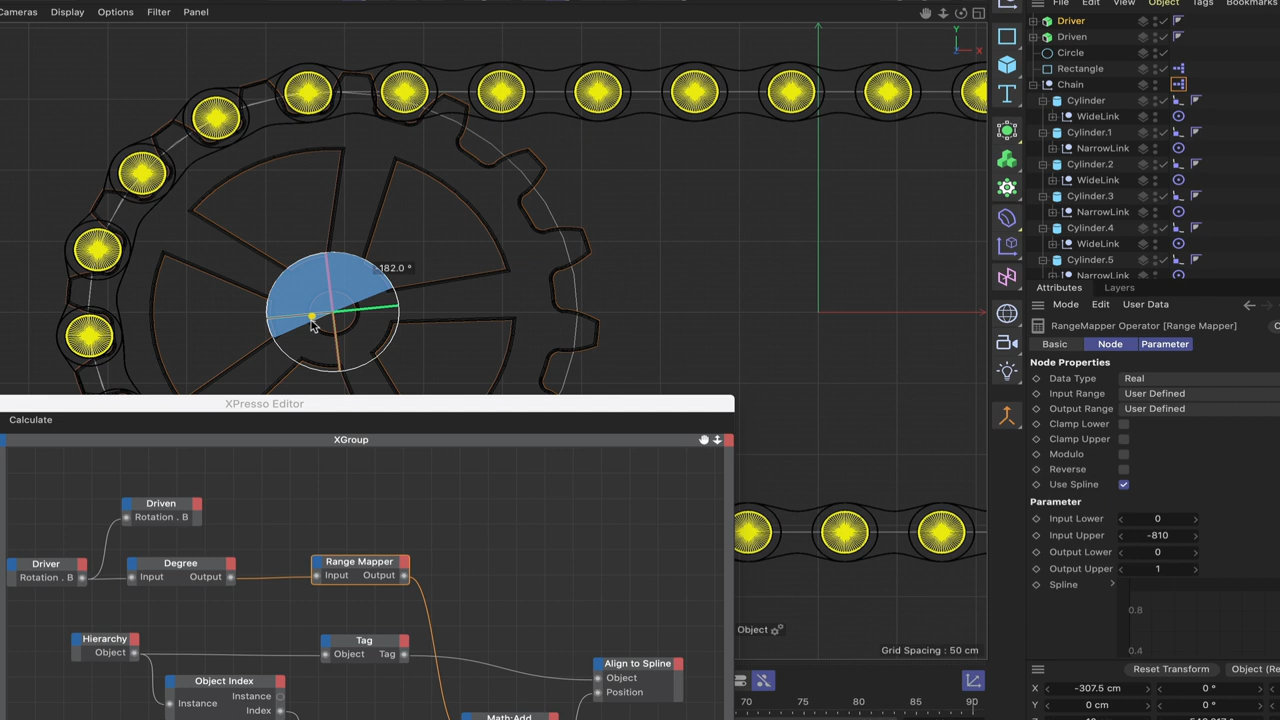 Cameras Display Options Filter Panel
File Edit View Object Tags Bookmarks
Driver
Driven
Circle
Rectangle
Chain
Cylinder
WideLink
Cylinder.1
NarrowLink
Cylinder.2
WideLink
Cylinder.3
NarrowLink
Cylinder.4
WideLink
Cylinder.5
NarrowLink
Y
X
182.0 °
Attributes Layers
Mode Edit User Data
RangeMapper Operator [Range Mapper]
Basic Node Parameter
Node Properties
Data Type Real
Input Range User Defined
Output Range User Defined
Clamp Lower
Clamp Upper
Modulo
Reverse
Use Spline
Parameter
Input Lower 0
Input Upper -810
Output Lower 0
Output Upper 1
Spline
0.8
0.4
XPresso Editor
Calculate
XGroup
Driven
Rotation . B
Driver
Rotation . B
Degree
Input Output
Range Mapper
Input Output
Hierarchy
Object
Tag
Object Tag
Object Index
Instance
Instance
Index
Math:Add
Align to Spline
Object
Position
Object
Grid Spacing : 50 cm
70 75 80 85 90
Reset Transform Object (Re
X -307.5 cm 0 °
Y 0 cm 0 °